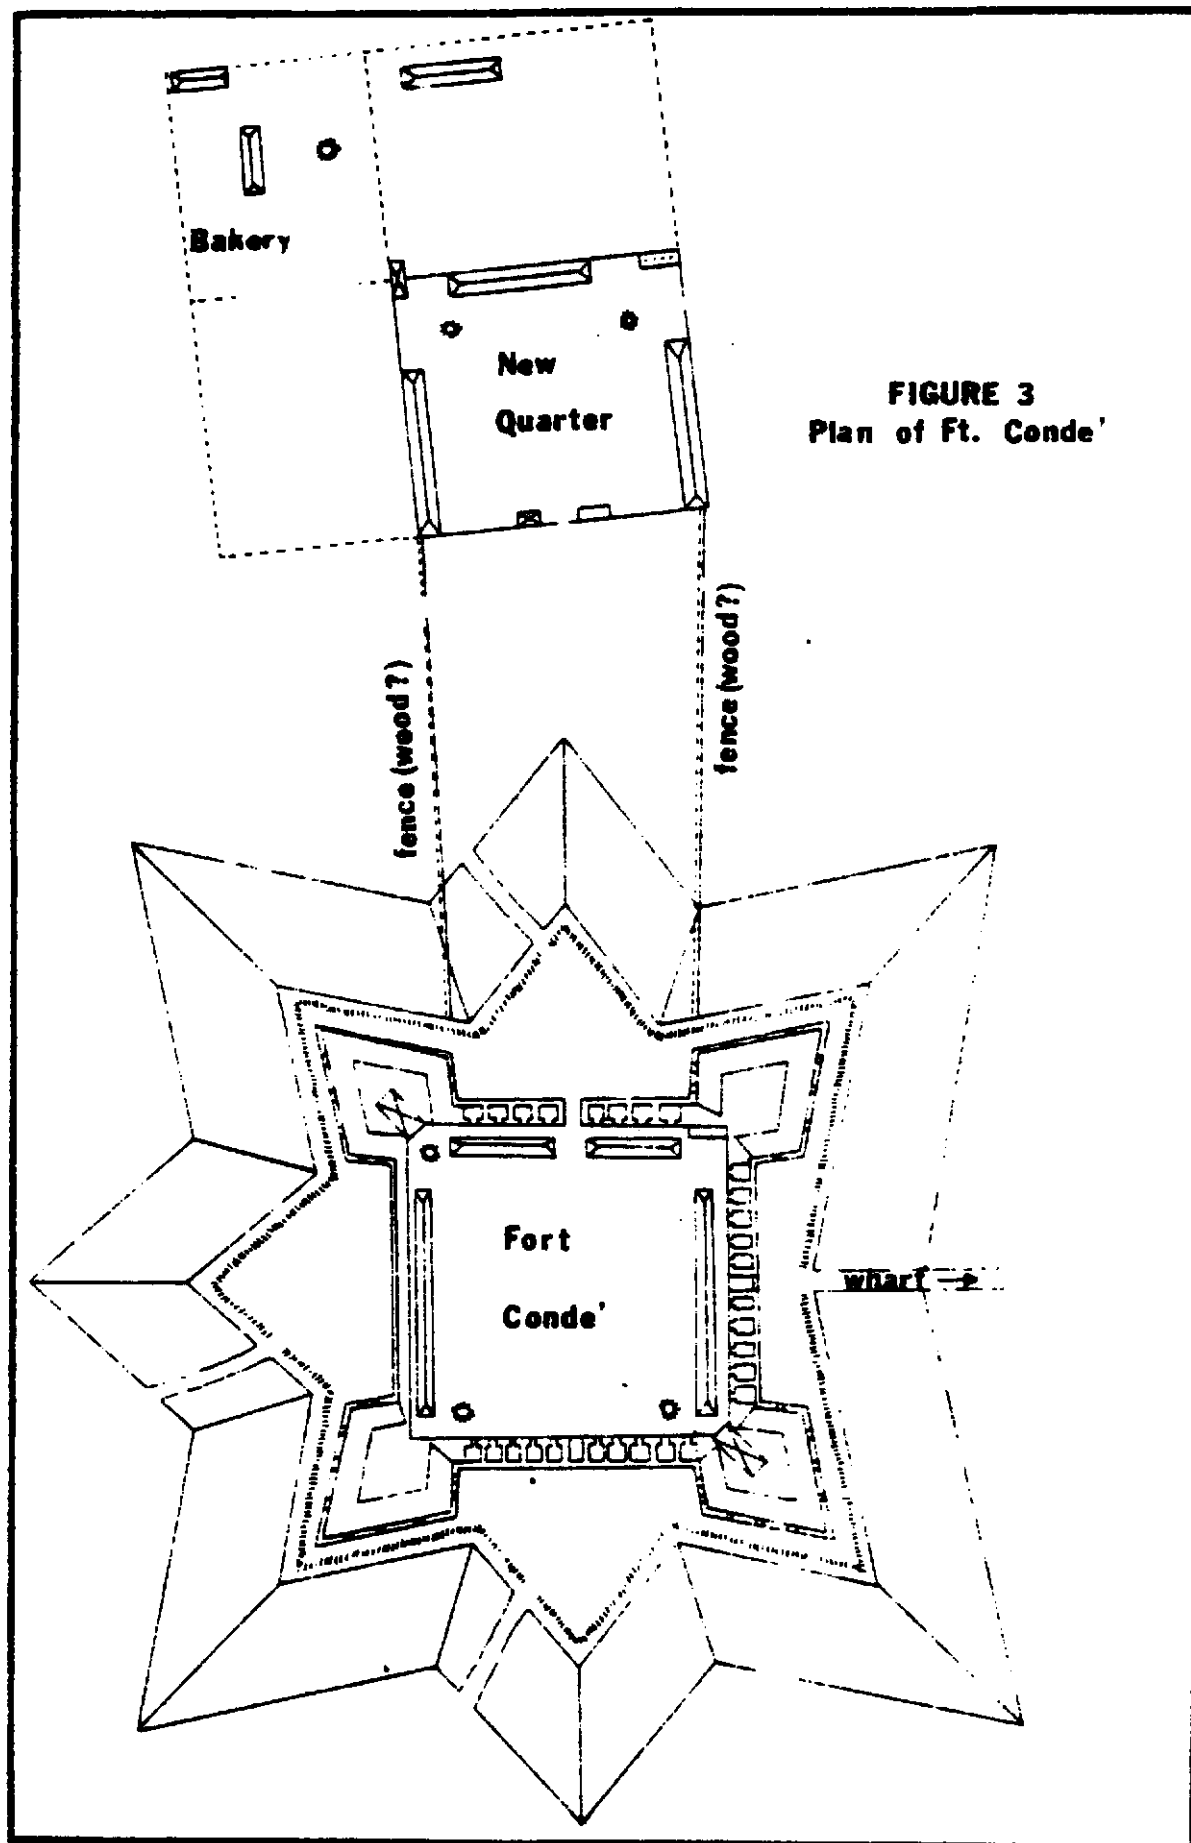 Bakery
New
Quarter
FIGURE 3
Plan of Ft. Conde'
fence (wood?)
fence (wood?)
Fort
Conde'
wharf